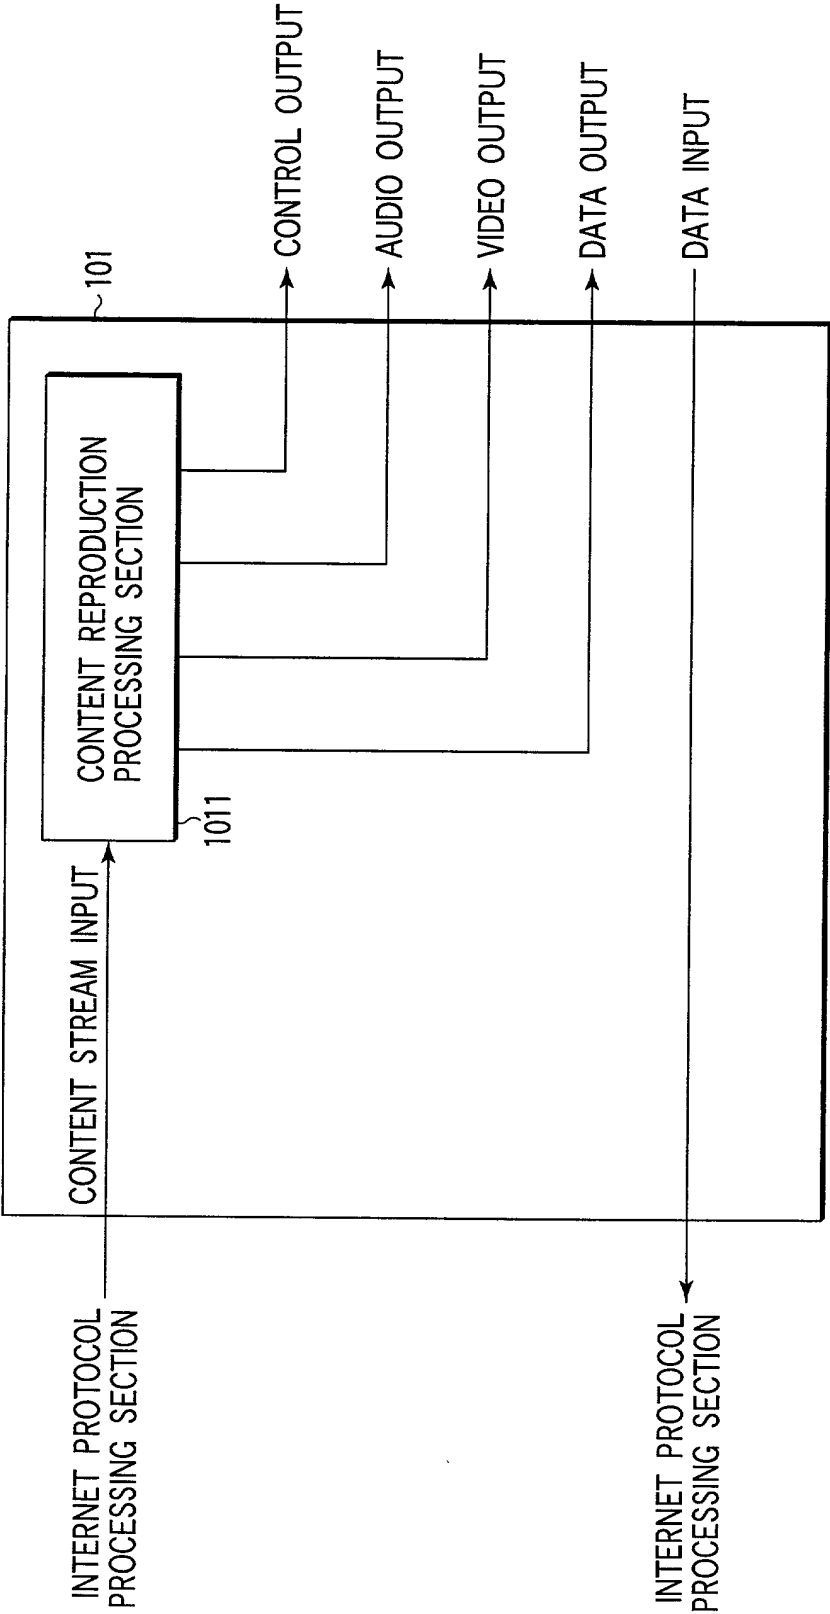 INTERNET PROTOCOL
PROCESSING SECTION
CONTENT STREAM INPUT
CONTENT REPRODUCTION
PROCESSING SECTION
1011
101
CONTROL OUTPUT
AUDIO OUTPUT
VIDEO OUTPUT
DATA OUTPUT
DATA INPUT
INTERNET PROTOCOL
PROCESSING SECTION